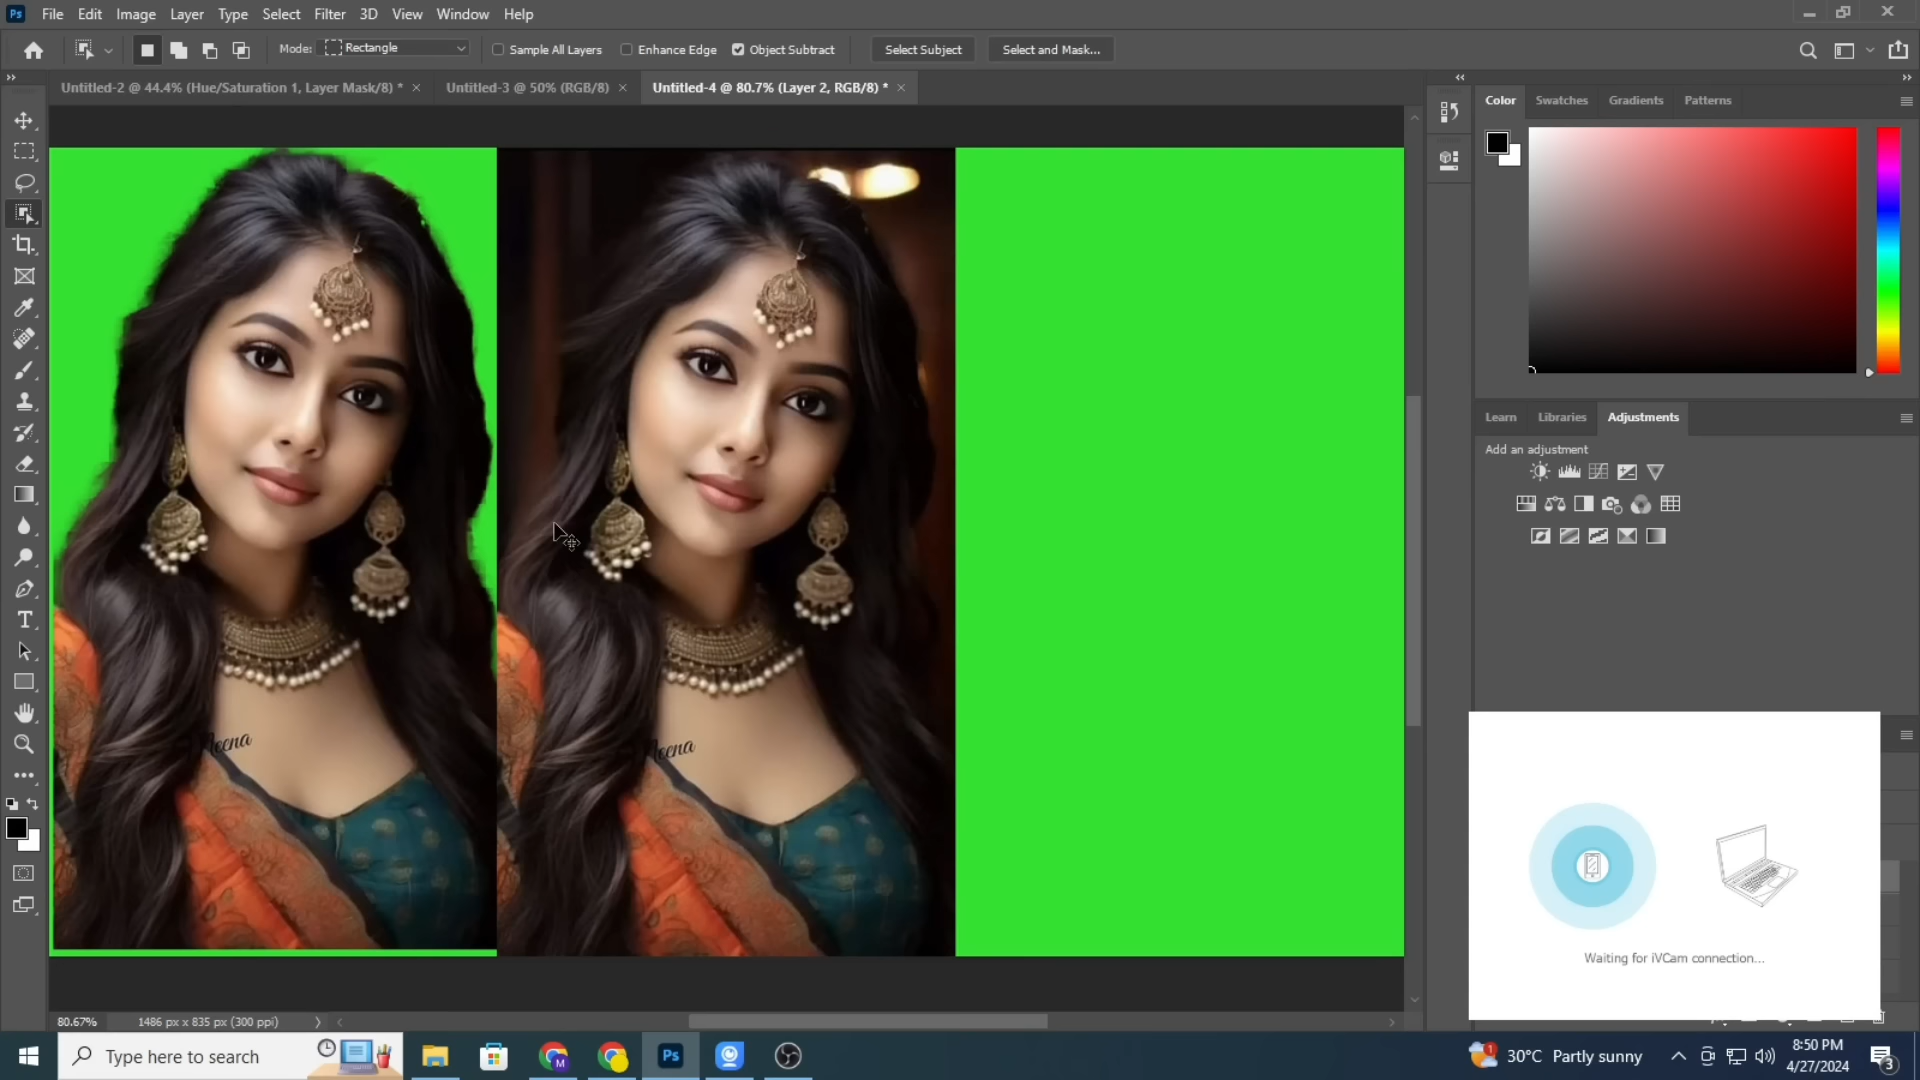 Ps File Edit Image Layer Type Select Filter 3D View Window Help
Mode: Rectangle Sample All Layers Enhance Edge Object Subtract Select Subject Select and Mask...
Untitled-2 @ 44.4% (Hue/Saturation 1, Layer Mask/8) * × Untitled-3 @ 50% (RGB/8) × Untitled-4 @ 80.7% (Layer 2, RGB/8) * ×
Color Swatches Gradients Patterns
Learn Libraries Adjustments
Add an adjustment
Waiting for iVCam connection...
80.67% 1486 px x 835 px (300 ppi)
Type here to search
Ps
1
30°C Partly sunny
8:50 PM
4/27/2024
3